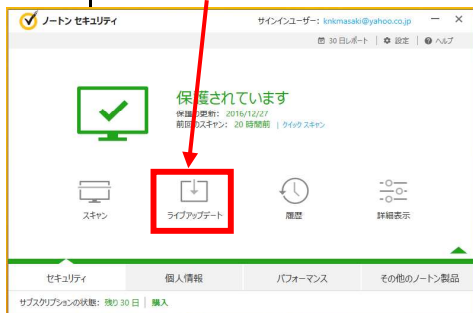 ノートン セキュリティ
サインインユーザー: knkmasaki@yahoo.co.jp
30 日レポート | 設定 | ヘルプ
保護されています
保護の更新: 2016/12/27
前回のスキャン: 20 時間前 | クイック スキャン
スキャン ライブアップデート 履歴 詳細表示
セキュリティ 個人情報 パフォーマンス その他のノートン製品
サブスクリプションの状態: 残り 30 日 | 購入